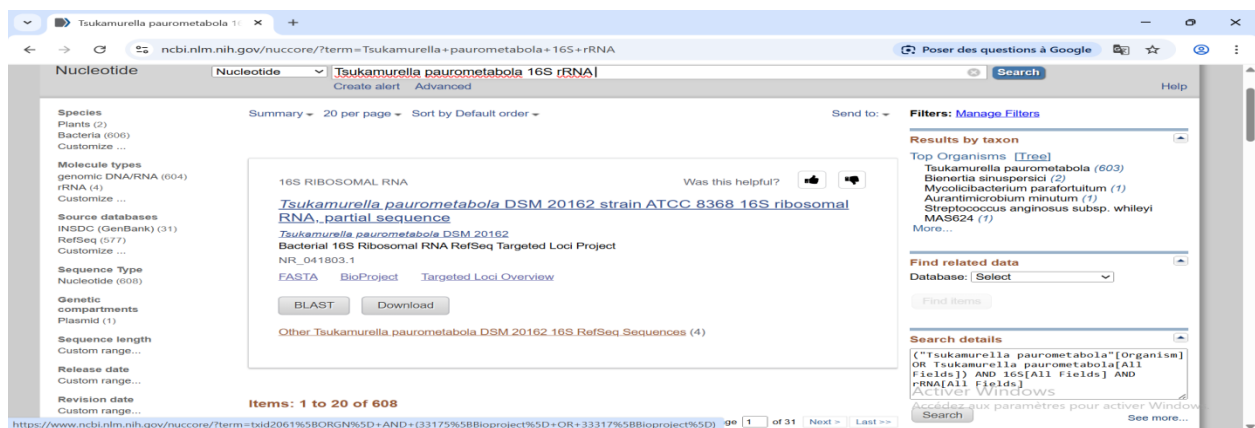 Tsukamurella paurometabola 1
ncbi.nlm.nih.gov/nuccore/?term=Tsukamurella+paurometabola+16S+rRNA
Poser des questions à Google
Nucleotide
Nucleotide
Tsukamurella paurometabola 16S rRNA
Search
Create alert Advanced
Help
Species
Plants (2)
Bacteria (606)
Customize ...
Molecule types
genomic DNA/RNA (604)
rRNA (4)
Customize ...
Source databases
INSDC (GenBank) (31)
RefSeq (577)
Customize ...
Sequence Type
Nucleotide (608)
Genetic
compartments
Plasmid (1)
Sequence length
Custom range...
Release date
Custom range...
Revision date
Custom range...
Summary 20 per page Sort by Default order
Send to:
16S RIBOSOMAL RNA
Was this helpful?
Tsukamurella paurometabola DSM 20162 strain ATCC 8368 16S ribosomal
RNA, partial sequence
Tsukamurella paurometabola DSM 20162
Bacterial 16S Ribosomal RNA RefSeq Targeted Loci Project
NR_041803.1
FASTA BioProject Targeted Loci Overview
BLAST Download
Other Tsukamurella paurometabola DSM 20162 16S RefSeq Sequences (4)
Items: 1 to 20 of 608
ge 1 of 31 Next > Last >>
Filters: Manage Filters
Results by taxon
Top Organisms [Tree]
Tsukamurella paurometabola (603)
Bienertia sinuspersici (2)
Mycolicibacterium parafortuitum (1)
Aurantimicrobium minutum (1)
Streptococcus anginosus subsp. whileyi
MAS624 (1)
More...
Find related data
Database: Select
Find items
Search details
("Tsukamurella paurometabola"[Organism]
OR Tsukamurella paurometabola[All
Fields]) AND 16S[All Fields] AND
rRNA[All Fields]
Activer Windows
Accédez aux paramètres pour activer Window
Search
See more...
https://www.ncbi.nlm.nih.gov/nuccore/?term=txid2061%5BORGN%5D+AND+(33175%5BBioproject%5D+OR+33317%5BBioproject%5D)